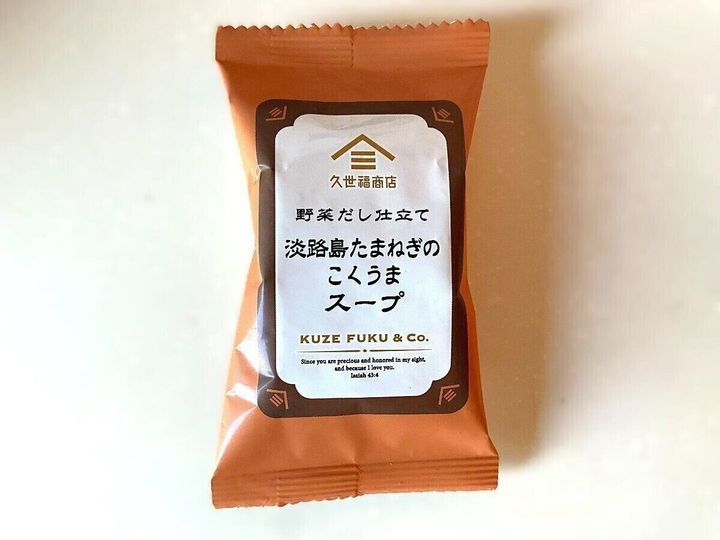 久世福商店
野菜だし仕立て
淡路島たまねぎの
こくうま
スープ
KUZE FUKU & Co.
Since you are precious and honored in my sight,
and because I love you.
Isaiah 43:4